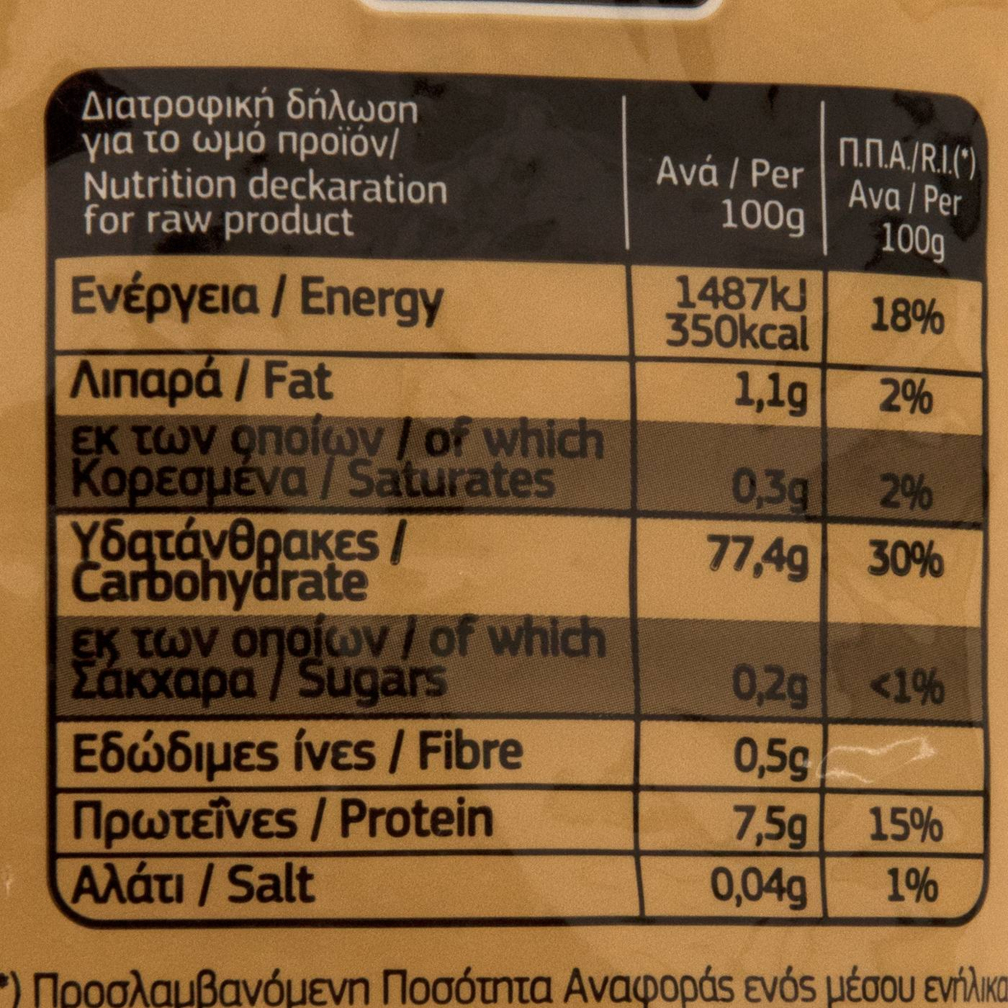 Διατροφική δήλωση
για το ωμό προϊόν/
Nutrition deckaration
for raw product
Ανά / Per
100g
Π.Π.Α./R.I.(*)
Ανα / Per
100g
Ενέργεια / Energy
1487kJ
350kcal
18%
Λιπαρά / Fat
1,1g
2%
εκ των οποίων / of which
Κορεσμένα / Saturates
0,3g
2%
Υδατάνθρακες /
Carbohydrate
77,4g
30%
εκ των οποίων / of which
Σάκχαρα / Sugars
0,2g
<1%
Εδώδιμες ίνες / Fibre
0,5g
Πρωτεΐνες / Protein
7,5g
15%
Αλάτι / Salt
0,04g
1%
*) Προσλαμβανόμενη Ποσότητα Αναφοράς ενός μέσου